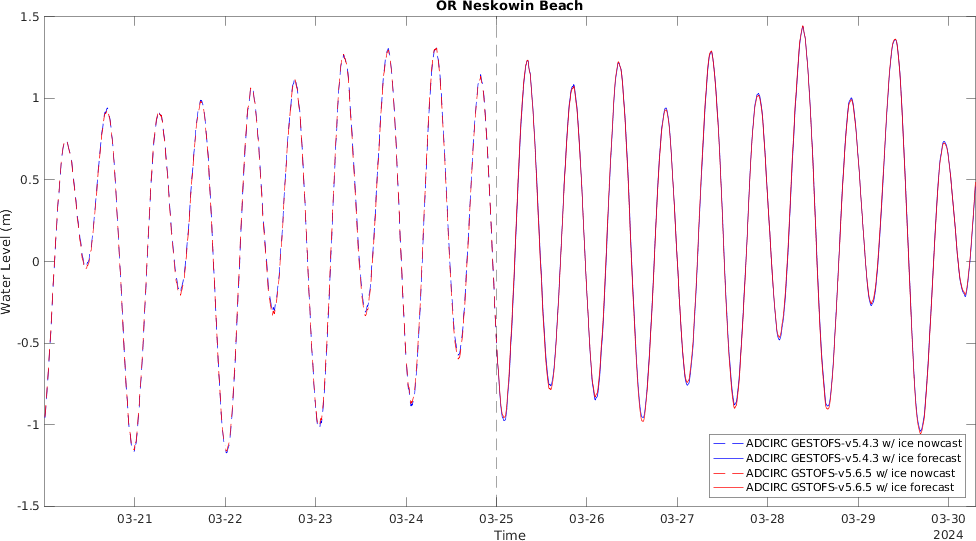 OR Neskowin Beach
1.5
1
0.5
0
-0.5
-1
-1.5
Water Level (m)
03-21 03-22 03-23 03-24 03-25 03-26 03-27 03-28 03-29 03-30
Time
2024
ADCIRC GESTOFS-v5.4.3 w/ ice nowcast
ADCIRC GESTOFS-v5.4.3 w/ ice forecast
ADCIRC GSTOFS-v5.6.5 w/ ice nowcast
ADCIRC GSTOFS-v5.6.5 w/ ice forecast